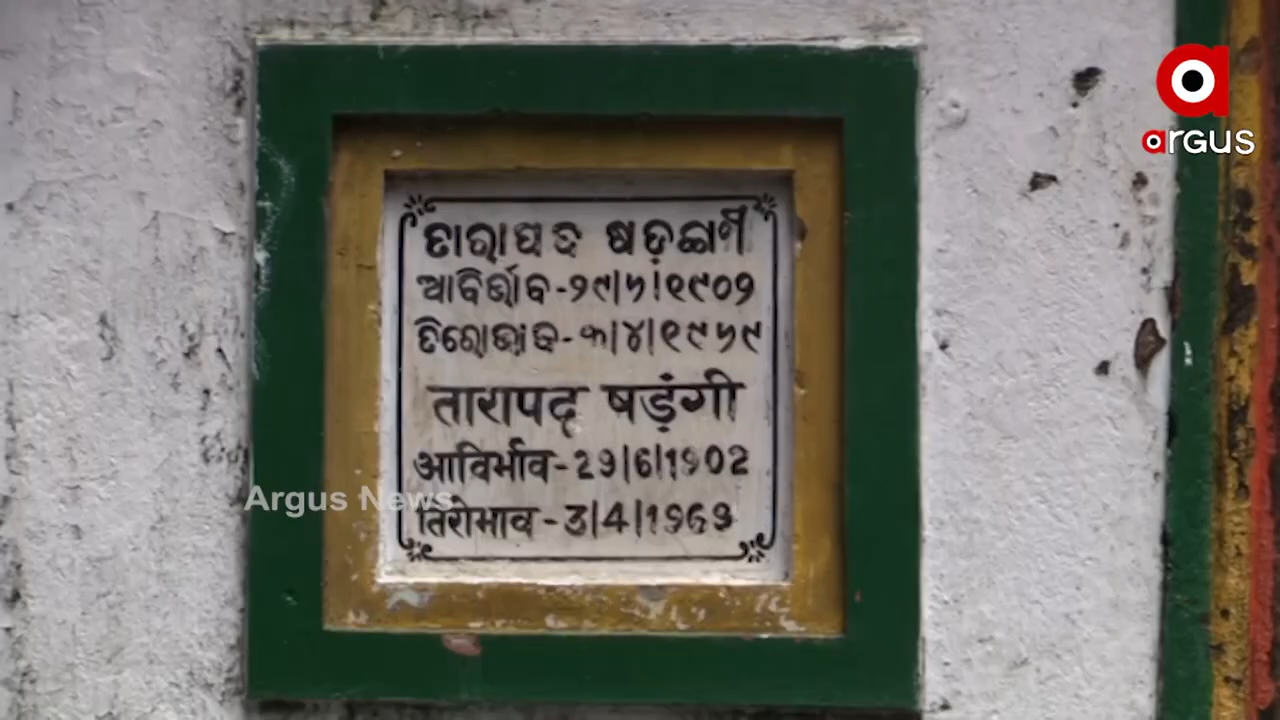 ତାରାପଦ ଷଡ଼ଙ୍ଗୀ
ଆବିର୍ଭାବ-୨୯|୬|୧୯୦୨
ତିରୋଭାବ-୩|୪|୧୯୬୯
तारापद षड़ंगी
आविर्भाव-29|6|1902
तिरोभाव-3|4|1969
Argus News
argus